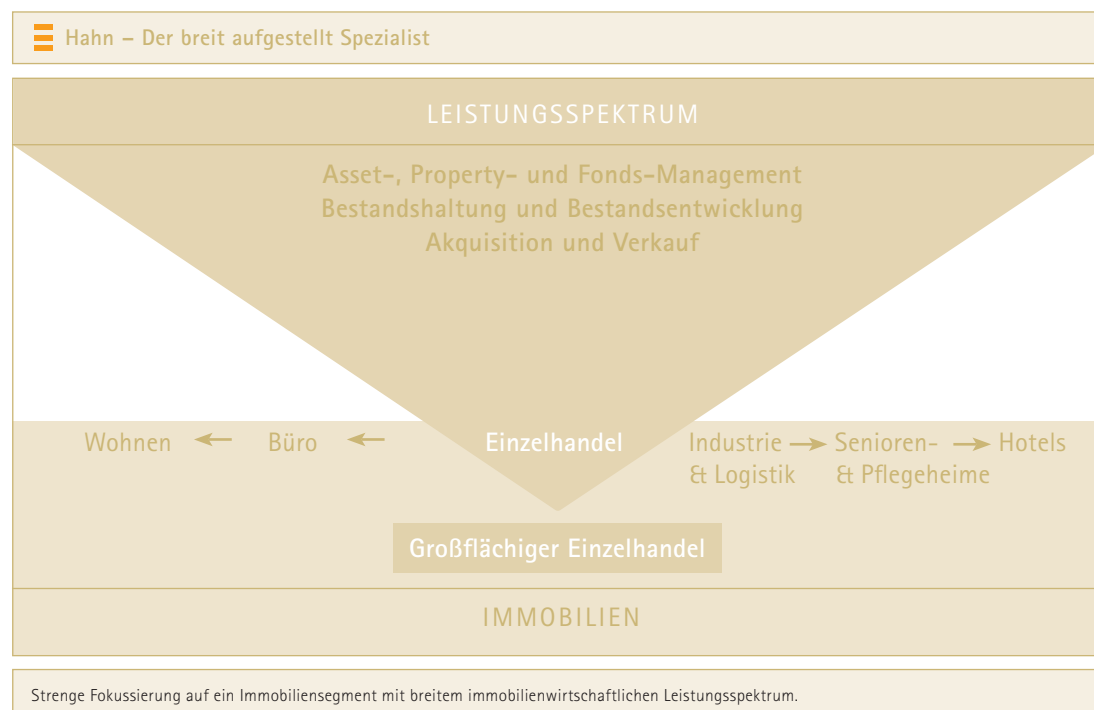 Hahn – Der breit aufgestellt Spezialist
LEISTUNGSSPEKTRUM
Asset-, Property- und Fonds-Management
Bestandshaltung und Bestandsentwicklung
Akquisition und Verkauf
Wohnen ← Büro ← Einzelhandel Industrie → Senioren- → Hotels
& Logistik & Pflegeheime
Großflächiger Einzelhandel
IMMOBILIEN
Strenge Fokussierung auf ein Immobiliensegment mit breitem immobilienwirtschaftlichen Leistungsspektrum.